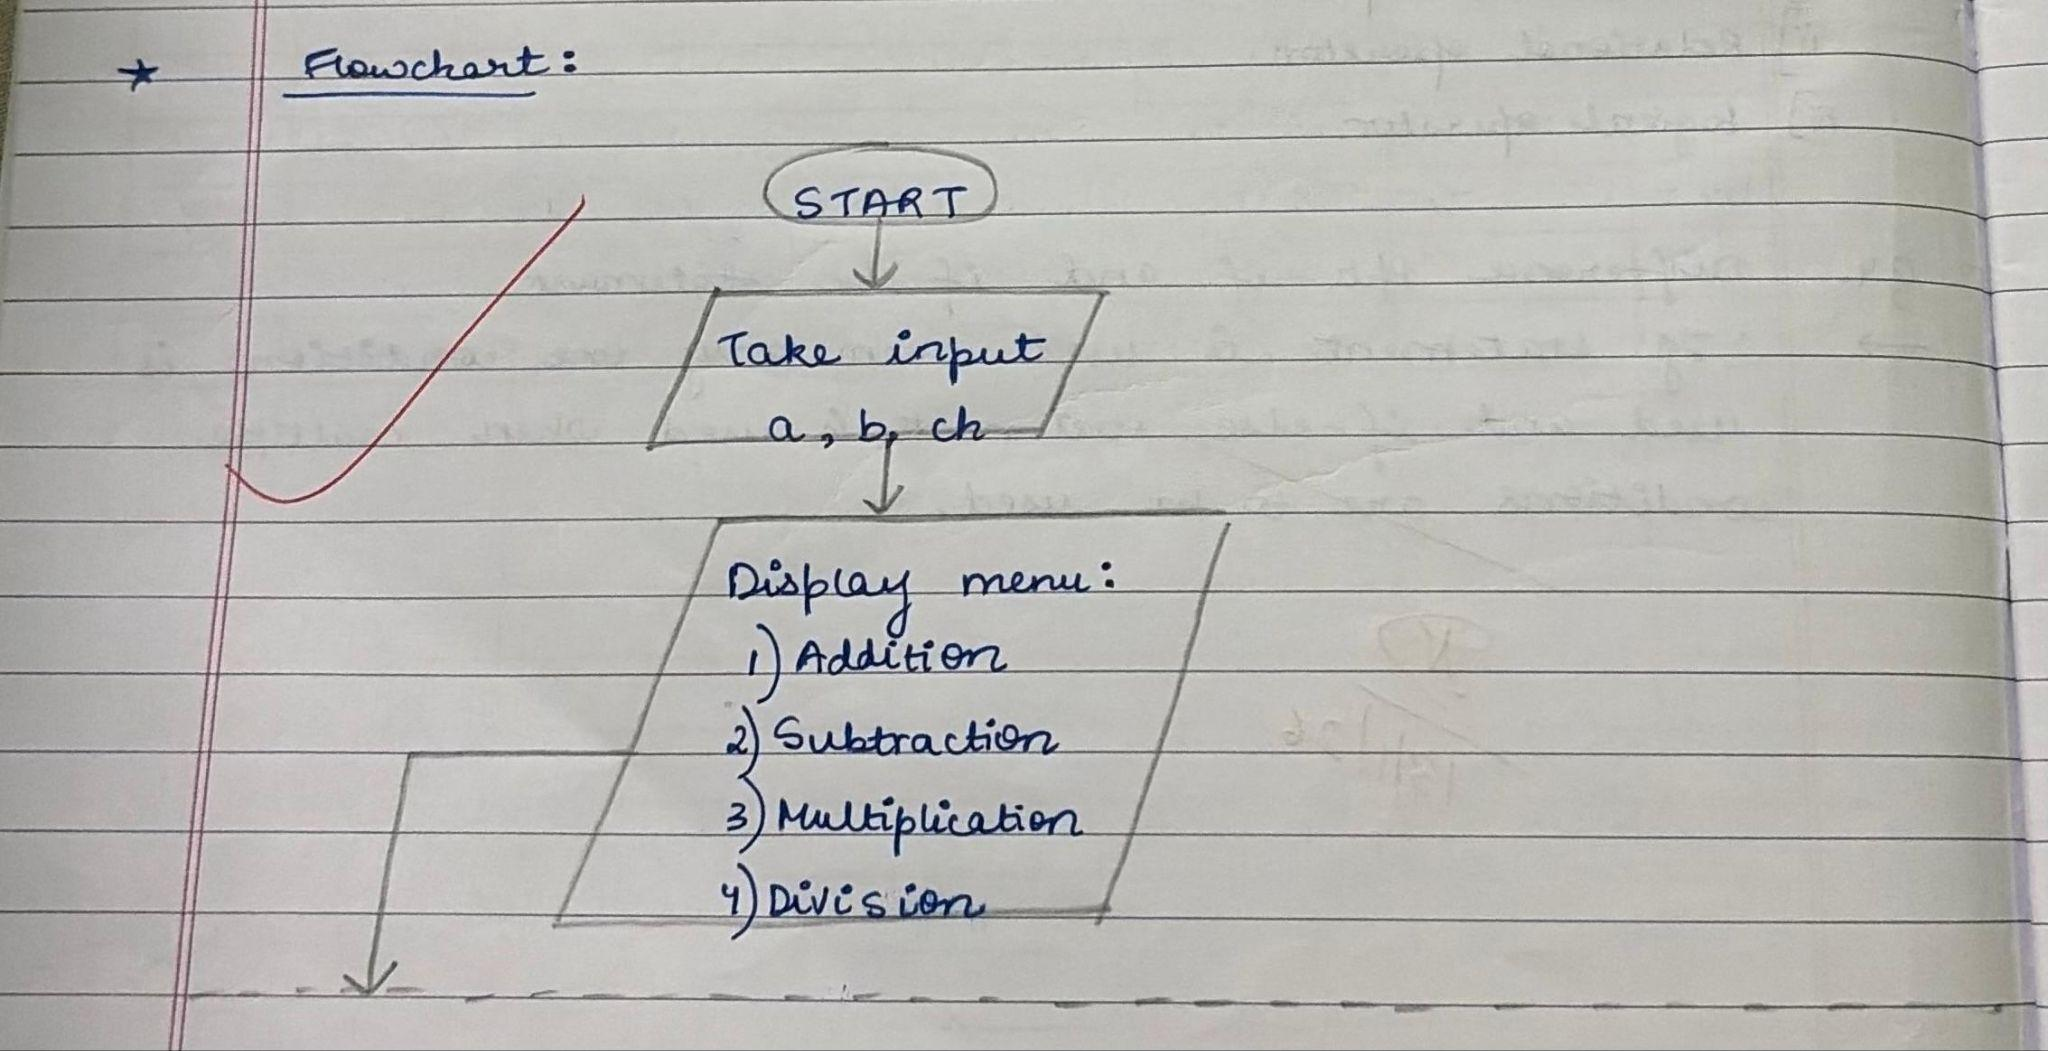 ★ Flowchart:
START
Take input
a, b, ch
Display menu:
1) Addition
2) Subtraction
3) Multiplication
4) Division